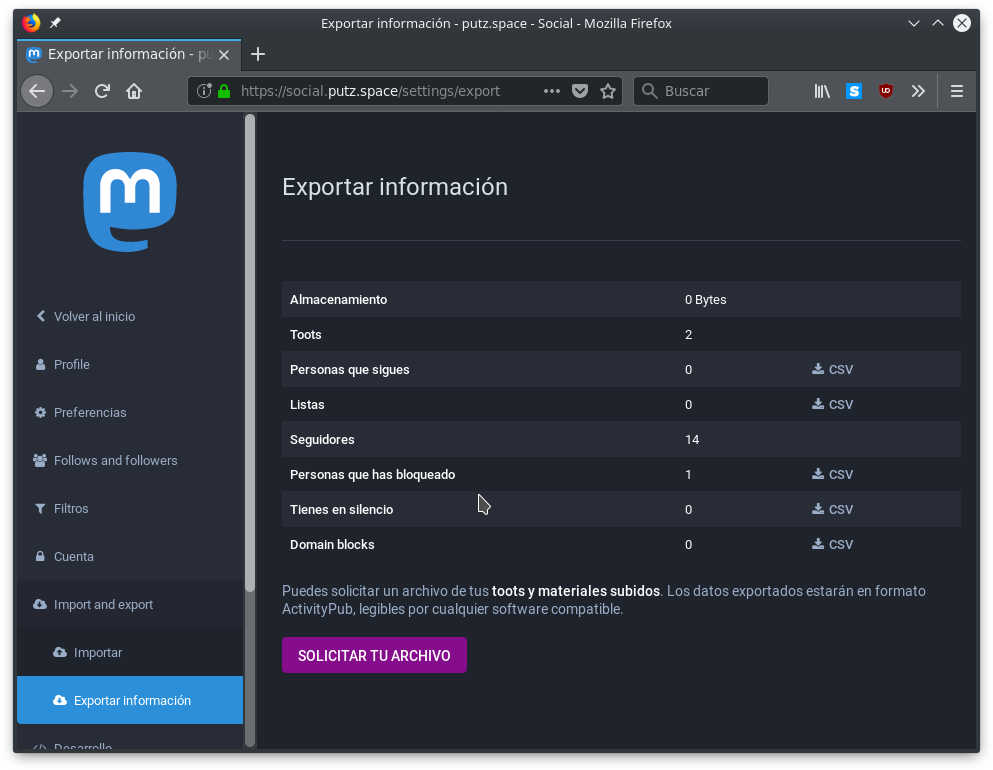 Exportar información - putz.space - Social - Mozilla Firefox
Exportar información - pu
https://social.putz.space/settings/export
Buscar
Volver al inicio
Profile
Preferencias
Follows and followers
Filtros
Cuenta
Import and export
Importar
Exportar información
Desarrollo
Exportar información
Almacenamiento 0 Bytes
Toots 2
Personas que sigues 0 CSV
Listas 0 CSV
Seguidores 14
Personas que has bloqueado 1 CSV
Tienes en silencio 0 CSV
Domain blocks 0 CSV
Puedes solicitar un archivo de tus toots y materiales subidos. Los datos exportados estarán en formato
ActivityPub, legibles por cualquier software compatible.
SOLICITAR TU ARCHIVO